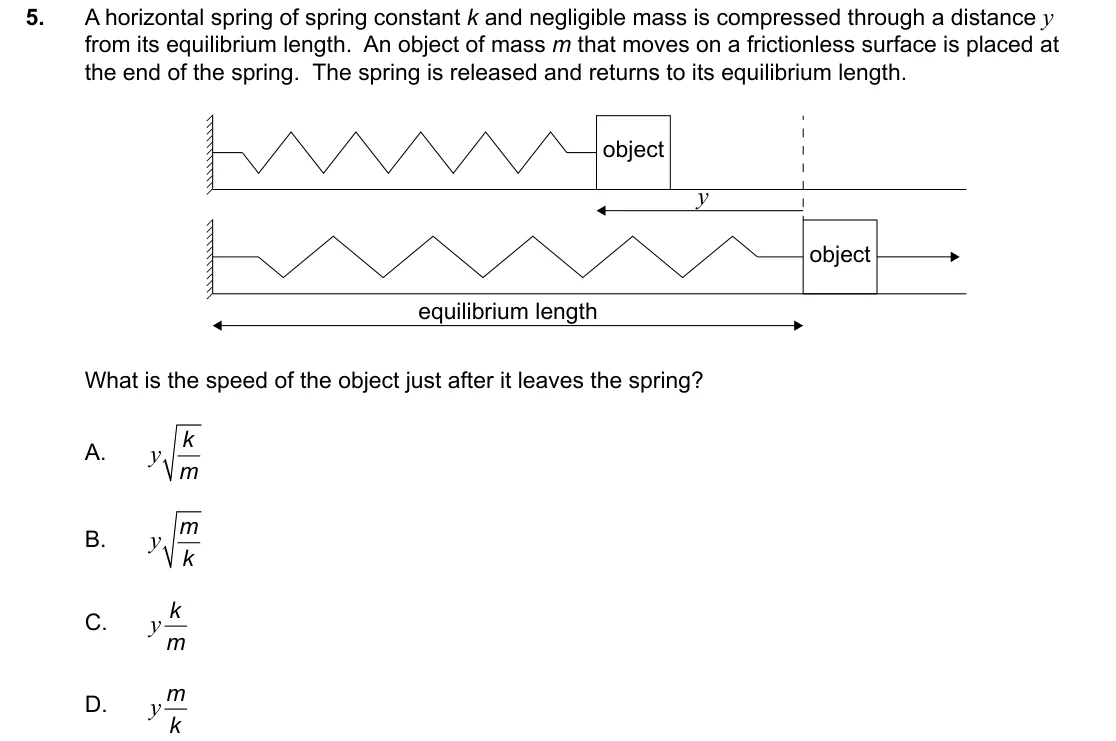 5. A horizontal spring of spring constant k and negligible mass is compressed through a distance y
from its equilibrium length. An object of mass m that moves on a frictionless surface is placed at
the end of the spring. The spring is released and returns to its equilibrium length.
object
y
object
equilibrium length
What is the speed of the object just after it leaves the spring?
A. y√(k/m)
B. y√(m/k)
C. y k/m
D. y m/k